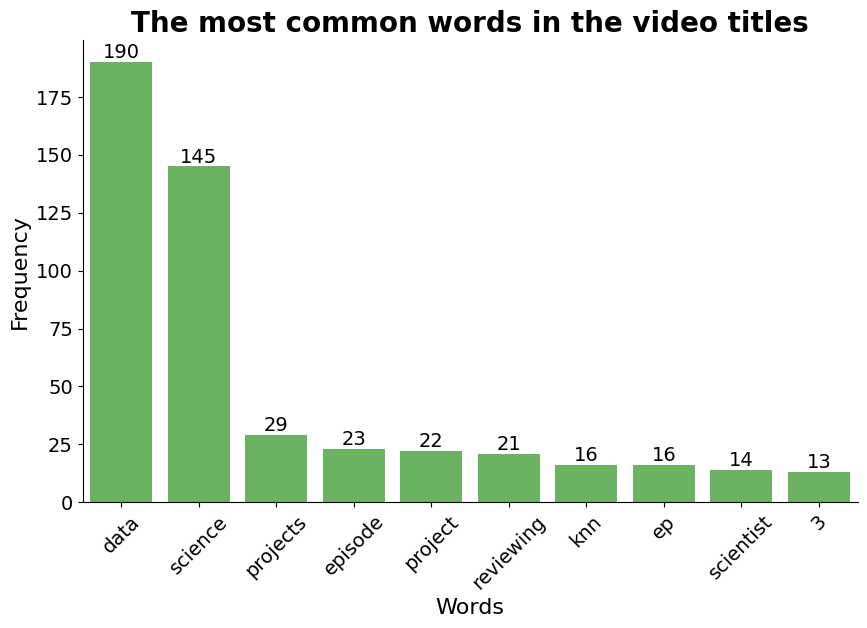 The most common words in the video titles
190
175
150
145
125
100
75
50
25
0
29
23
22
21
16
16
14
13
Frequency
data
science
projects
episode
project
reviewing
knn
ep
scientist
3
Words